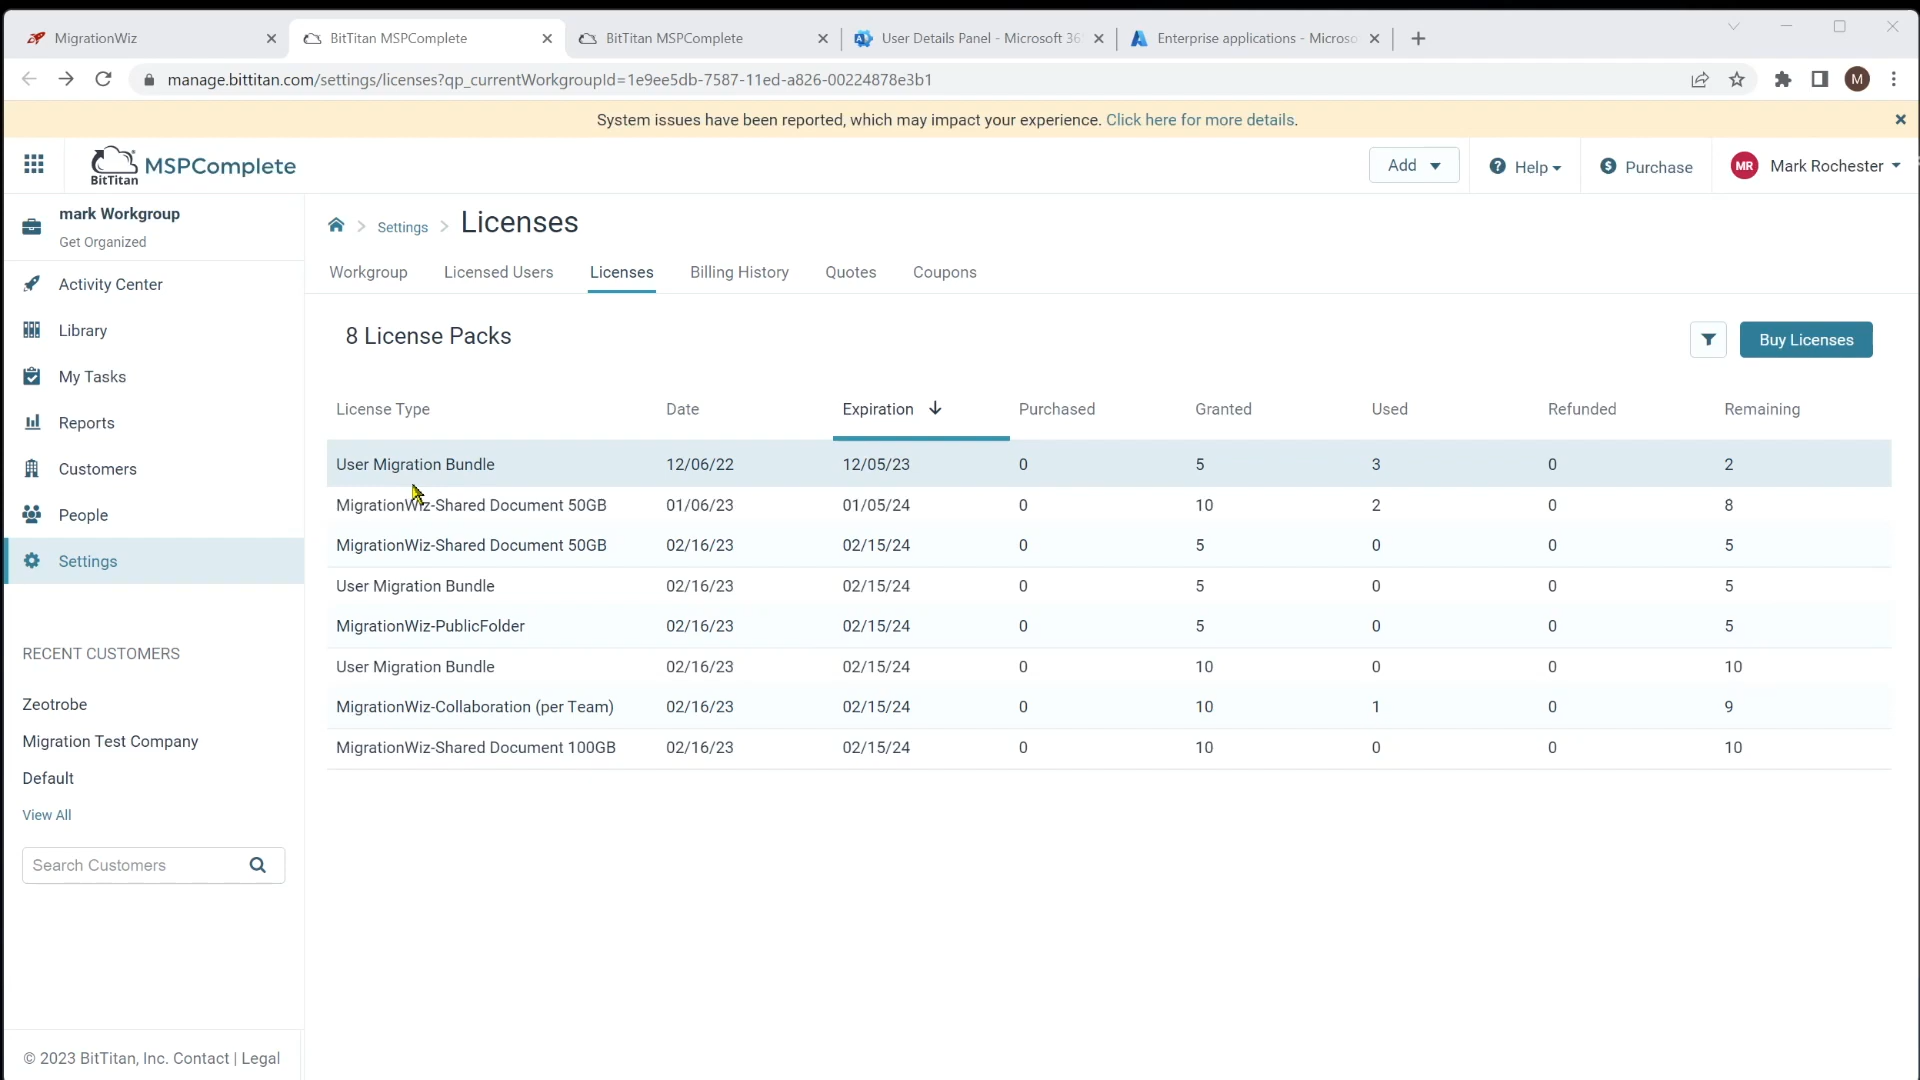 MigrationWiz
BitTitan MSPComplete
BitTitan MSPComplete
User Details Panel - Microsoft 36
Enterprise applications - Microso
manage.bittitan.com/settings/licenses?qp_currentWorkgroupId=1e9ee5db-7587-11ed-a826-00224878e3b1
M
System issues have been reported, which may impact your experience. Click here for more details.
BitTitan MSPComplete
Add
Help
Purchase
MR
Mark Rochester
mark Workgroup
Get Organized
Activity Center
Library
My Tasks
Reports
Customers
People
Settings
RECENT CUSTOMERS
Zeotrobe
Migration Test Company
Default
View All
Search Customers
© 2023 BitTitan, Inc. Contact | Legal
Settings > Licenses
Workgroup Licensed Users Licenses Billing History Quotes Coupons
8 License Packs
Buy Licenses
License Type Date Expiration Purchased Granted Used Refunded Remaining
User Migration Bundle 12/06/22 12/05/23 0 5 3 0 2
MigrationWiz-Shared Document 50GB 01/06/23 01/05/24 0 10 2 0 8
MigrationWiz-Shared Document 50GB 02/16/23 02/15/24 0 5 0 0 5
User Migration Bundle 02/16/23 02/15/24 0 5 0 0 5
MigrationWiz-PublicFolder 02/16/23 02/15/24 0 5 0 0 5
User Migration Bundle 02/16/23 02/15/24 0 10 0 0 10
MigrationWiz-Collaboration (per Team) 02/16/23 02/15/24 0 10 1 0 9
MigrationWiz-Shared Document 100GB 02/16/23 02/15/24 0 10 0 0 10